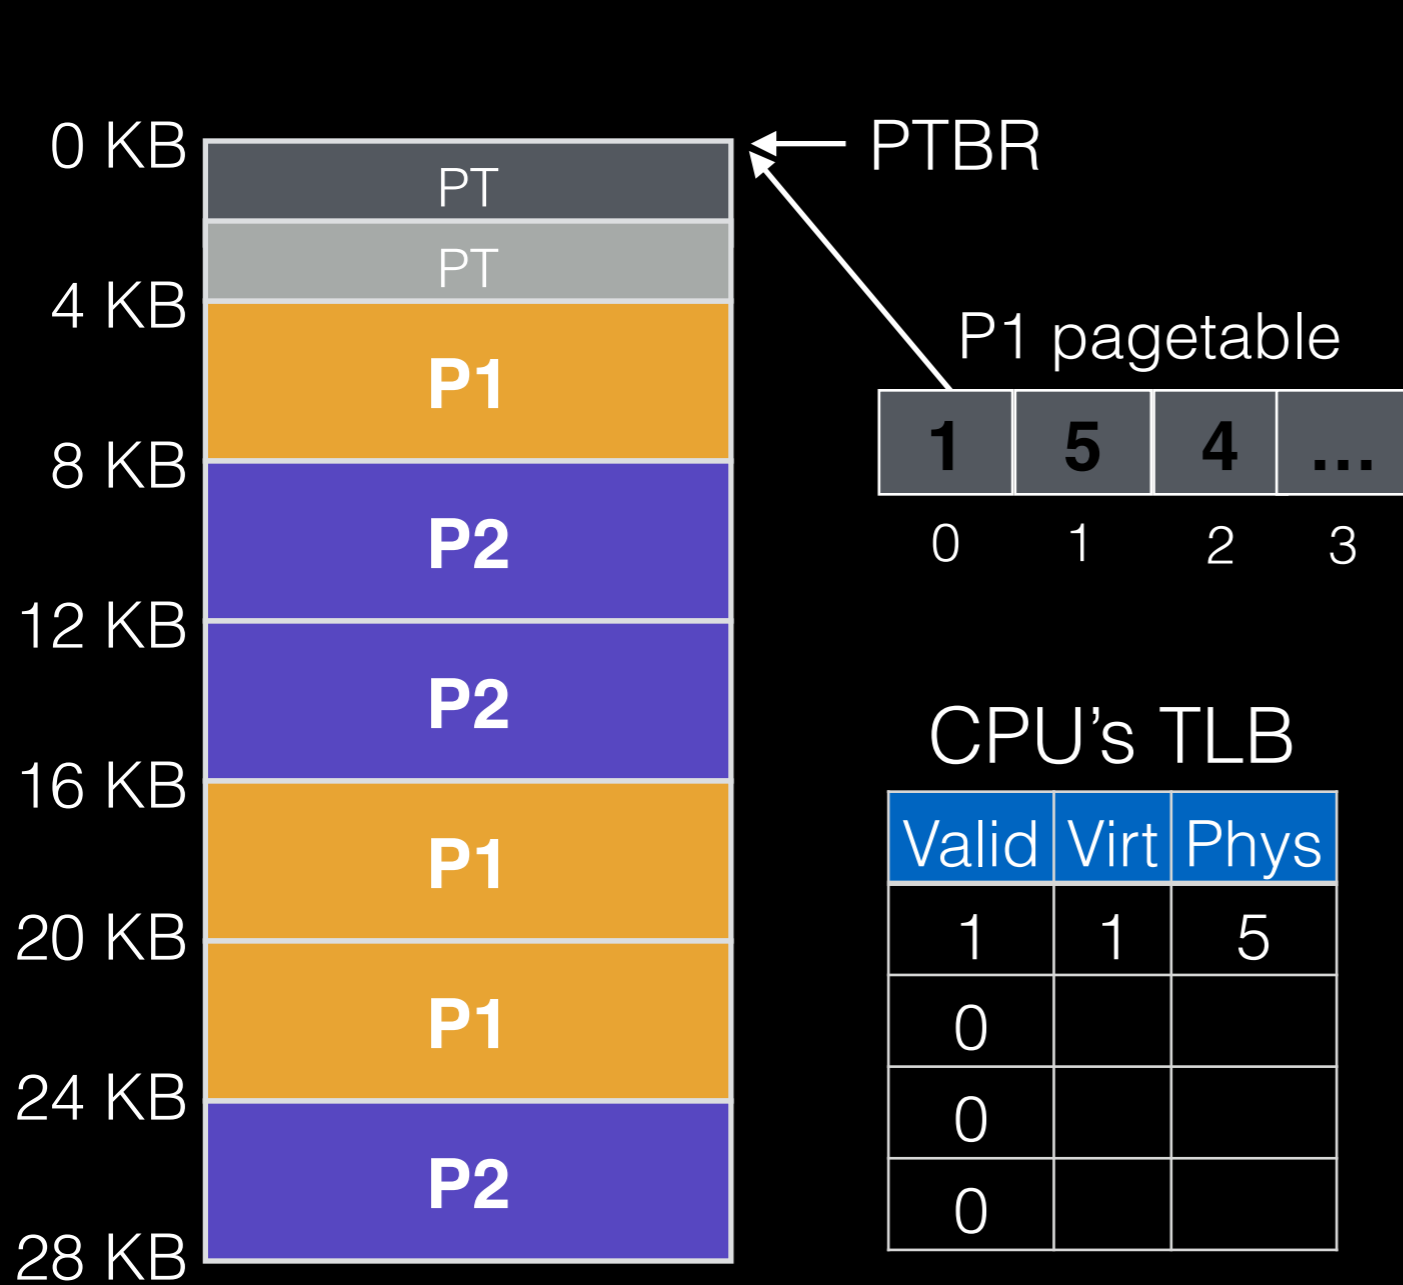 0 KB
PT
PTBR
PT
4 KB
P1 pagetable
P1
1 5 4 ...
8 KB
0 1 2 3
P2
12 KB
P2
CPU’s TLB
16 KB
Valid Virt Phys
P1
1 1 5
20 KB
P1
0
24 KB
0
P2
0
28 KB